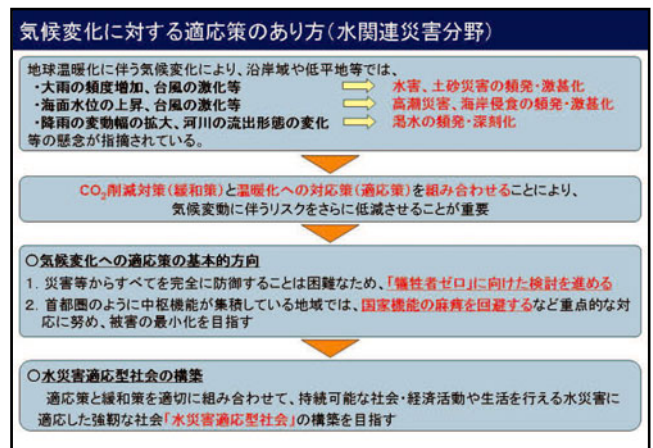 気候変化に対する適応策のあり方(水関連災害分野)
地球温暖化に伴う気候変化により、沿岸域や低平地等では、
・大雨の頻度増加、台風の激化等 水害、土砂災害の頻発・激甚化
・海面水位の上昇、台風の激化等 高潮災害、海岸侵食の頻発・激甚化
・降雨の変動幅の拡大、河川の流出形態の変化 渇水の頻発・深刻化
等の懸念が指摘されている。
CO₂削減対策(緩和策)と温暖化への対応策(適応策)を組み合わせることにより、
気候変動に伴うリスクをさらに低減させることが重要
○気候変化への適応策の基本的方向
1. 災害等からすべてを完全に防御することは困難なため、「犠牲者ゼロ」に向けた検討を進める
2. 首都圏のように中枢機能が集積している地域では、国家機能の麻痺を回避するなど重点的な対
応に努め、被害の最小化を目指す
○水災害適応型社会の構築
適応策と緩和策を適切に組み合わせて、持続可能な社会・経済活動や生活を行える水災害に
適応した強靭な社会「水災害適応型社会」の構築を目指す